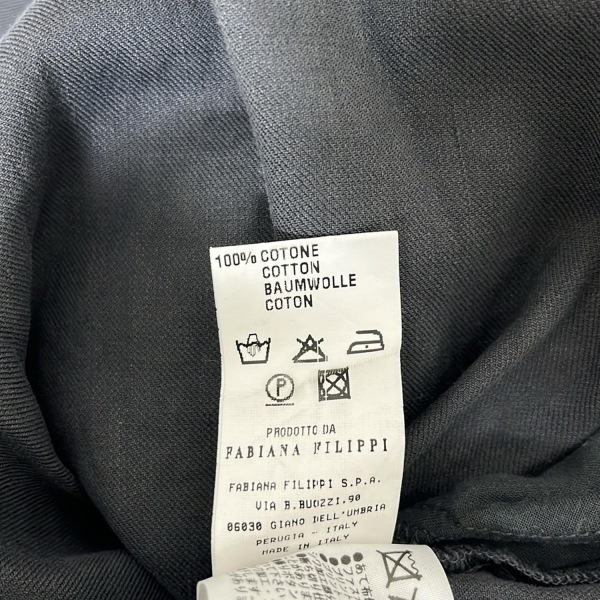 100% COTONE
COTTON
BAUMWOLLE
COTON
P
PRODOTTO DA
FABIANA FILIPPI
FABIANA FILIPPI S.P.A.
VIA B.BUOZZI,90
06030 GIANO DELL'UMBRIA
PERUGIA - ITALY
MADE IN ITALY